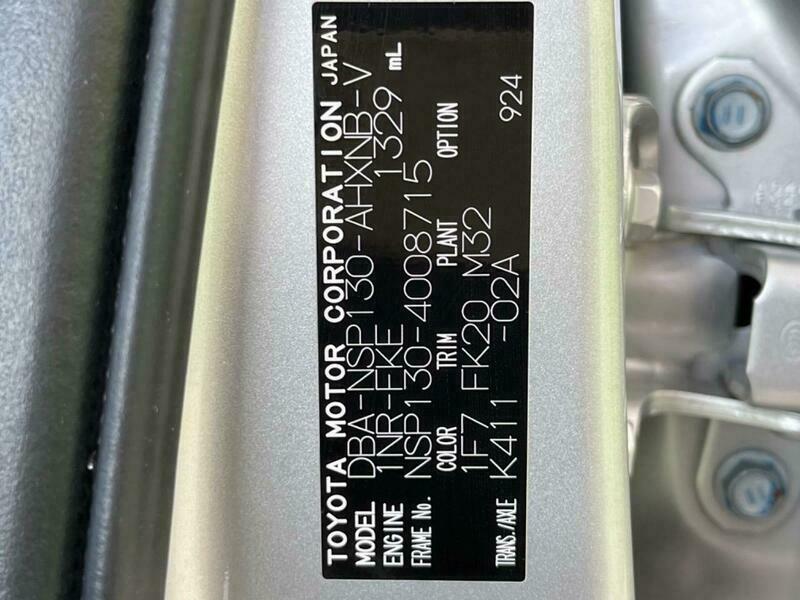 TOYOTA MOTOR CORPORATION JAPAN
MODEL DBA-NSP130-AHXNB-V
ENGINE 1NR-FKE 1329 mL
FRAME No. NSP130-4008715
COLOR TRIM PLANT OPTION
1F7 FK20 M32
TRANS./AXLE K411 -02A 924